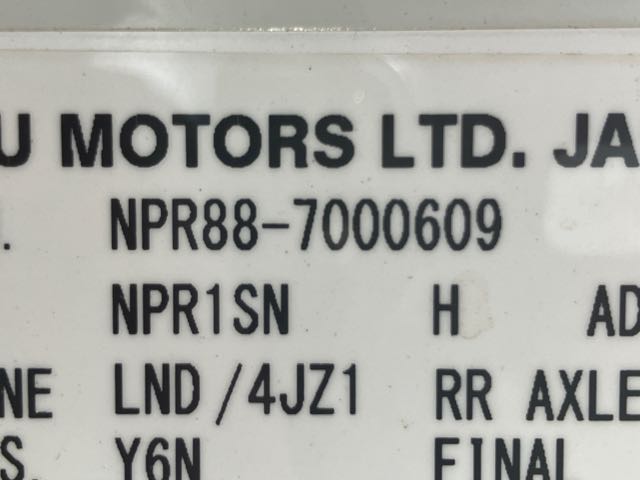 U MOTORS LTD. JA
. NPR88-7000609
NPR1SN H AD
NE LND/4JZ1 RR AXLE
S. Y6N FINAL